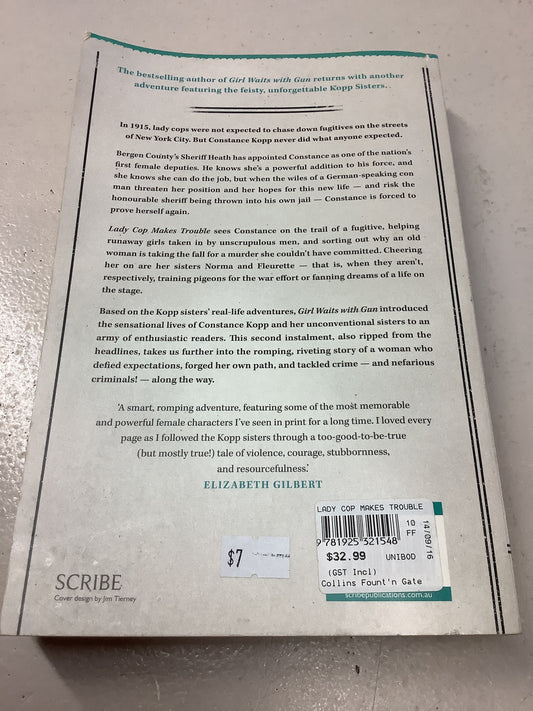 The bestselling author of Girl Waits with Gun returns with another
adventure featuring the feisty, unforgettable Kopp Sisters.
In 1915, lady cops were not expected to chase down fugitives on the streets
of New York City. But Constance Kopp never did what anyone expected.
Bergen County's Sheriff Heath has appointed Constance as one of the nation's
first female deputies. He knows she's a powerful addition to his force, and
she knows she can do the job, but when the wiles of a German-speaking con
man threaten her position and her hopes for this new life — and risk the
honourable sheriff being thrown into his own jail — Constance is forced to
prove herself again.
Lady Cop Makes Trouble sees Constance on the trail of a fugitive, helping
runaway girls taken in by unscrupulous men, and sorting out why an old
woman is taking the fall for a murder she couldn't have committed. Cheering
her on are her sisters Norma and Fleurette — that is, when they aren't,
respectively, training pigeons for the war effort or fanning dreams of a life on
the stage.
Based on the Kopp sisters' real-life adventures, Girl Waits with Gun introduced
the sensational lives of Constance Kopp and her unconventional sisters to an
army of enthusiastic readers. This second instalment, also ripped from the
headlines, takes us further into the romping, riveting story of a woman who
defied expectations, forged her own path, and tackled crime — and nefarious
criminals! — along the way.
'A smart, romping adventure, featuring some of the most memorable
and powerful female characters I've seen in print for a long time. I loved every
page as I followed the Kopp sisters through a too-good-to-be-true
(but mostly true!) tale of violence, courage, stubbornness,
and resourcefulness.'
ELIZABETH GILBERT
LADY COP MAKES TROUBLE
10
FF
14/09/16
9 781925 321548
$32.99 UNIBOD
(GST Incl)
Collins Fount'n Gate
$7
SCRIBE
Cover design by Jim Tierney
scribepublications.com.au